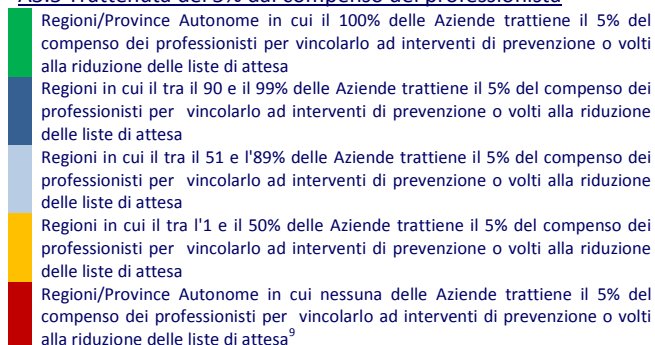 A3.5 Trattenuta del 5% dal compenso del professionista
Regioni/Province Autonome in cui il 100% delle Aziende trattiene il 5% del
compenso dei professionisti per vincolarlo ad interventi di prevenzione o volti
alla riduzione delle liste di attesa
Regioni in cui il tra il 90 e il 99% delle Aziende trattiene il 5% del compenso dei
professionisti per vincolarlo ad interventi di prevenzione o volti alla riduzione
delle liste di attesa
Regioni in cui il tra il 51 e l'89% delle Aziende trattiene il 5% del compenso dei
professionisti per vincolarlo ad interventi di prevenzione o volti alla riduzione
delle liste di attesa
Regioni in cui il tra l'1 e il 50% delle Aziende trattiene il 5% del compenso dei
professionisti per vincolarlo ad interventi di prevenzione o volti alla riduzione
delle liste di attesa
Regioni/Province Autonome in cui nessuna delle Aziende trattiene il 5% del
compenso dei professionisti per vincolarlo ad interventi di prevenzione o volti
alla riduzione delle liste di attesa⁹